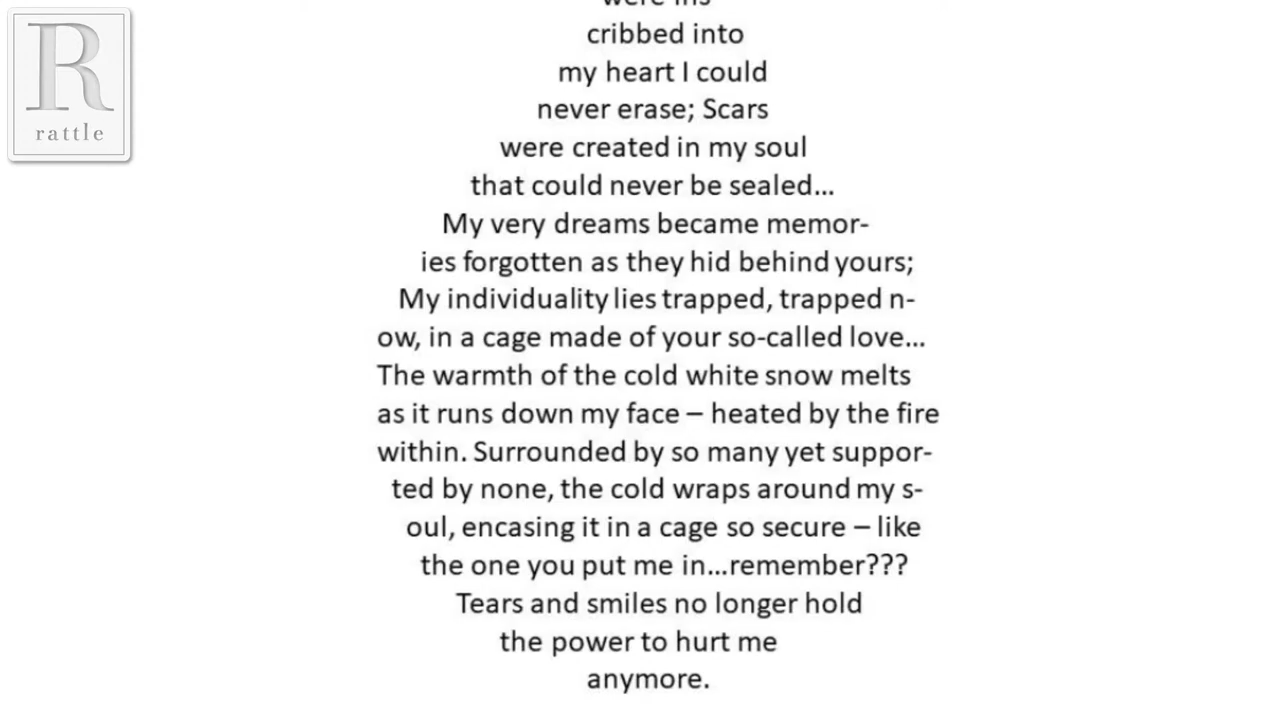 R
rattle
were ins
cribbed into
my heart I could
never erase; Scars
were created in my soul
that could never be sealed...
My very dreams became memor-
ies forgotten as they hid behind yours;
My individuality lies trapped, trapped n-
ow, in a cage made of your so-called love...
The warmth of the cold white snow melts
as it runs down my face – heated by the fire
within. Surrounded by so many yet suppor-
ted by none, the cold wraps around my s-
oul, encasing it in a cage so secure – like
the one you put me in...remember???
Tears and smiles no longer hold
the power to hurt me
anymore.